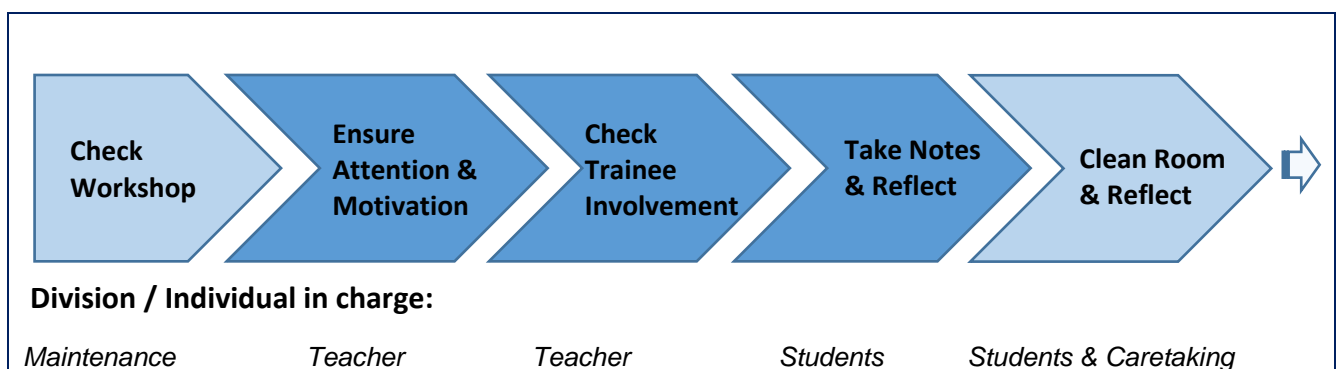 Check
Workshop
Ensure
Attention &
Motivation
Check
Trainee
Involvement
Take Notes
& Reflect
Clean Room
& Reflect
Division / Individual in charge:
Maintenance Teacher Teacher Students Students & Caretaking